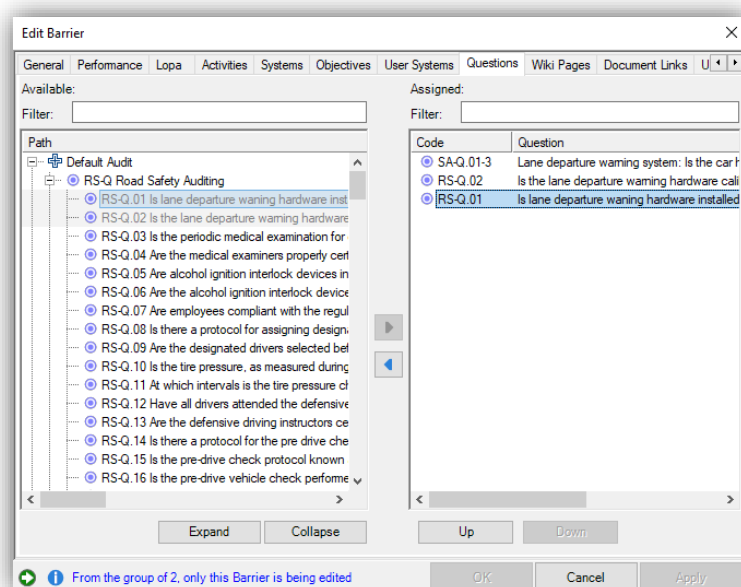 Edit Barrier
General Performance Lopa Activities Systems Objectives User Systems Questions Wiki Pages Document Links U
Available:
Filter:
Path
Default Audit
RS-Q Road Safety Auditing
RS-Q.01 Is lane departure waning hardware inst
RS-Q.02 Is the lane departure warning hardware
RS-Q.03 Is the periodic medical examination for
RS-Q.04 Are the medical examiners properly cert
RS-Q.05 Are alcohol ignition interlock devices in
RS-Q.06 Are the alcohol ignition interlock device
RS-Q.07 Are employees compliant with the regul
RS-Q.08 Is there a protocol for assigning design
RS-Q.09 Are the designated drivers selected bef
RS-Q.10 Is the tire pressure, as measured during
RS-Q.11 At which intervals is the tire pressure ch
RS-Q.12 Have all drivers attended the defensive
RS-Q.13 Are the defensive driving instructors ce
RS-Q.14 Is there a protocol for the pre drive che
RS-Q.15 Is the pre-drive check protocol known
RS-Q.16 Is the pre-drive vehicle check performe
Expand Collapse
Assigned:
Filter:
Code Question
SA-Q.01-3 Lane departure warning system: Is the car h
RS-Q.02 Is the lane departure warning hardware cali
RS-Q.01 Is lane departure waning hardware installed
Up Down
From the group of 2, only this Barrier is being edited
OK Cancel Apply